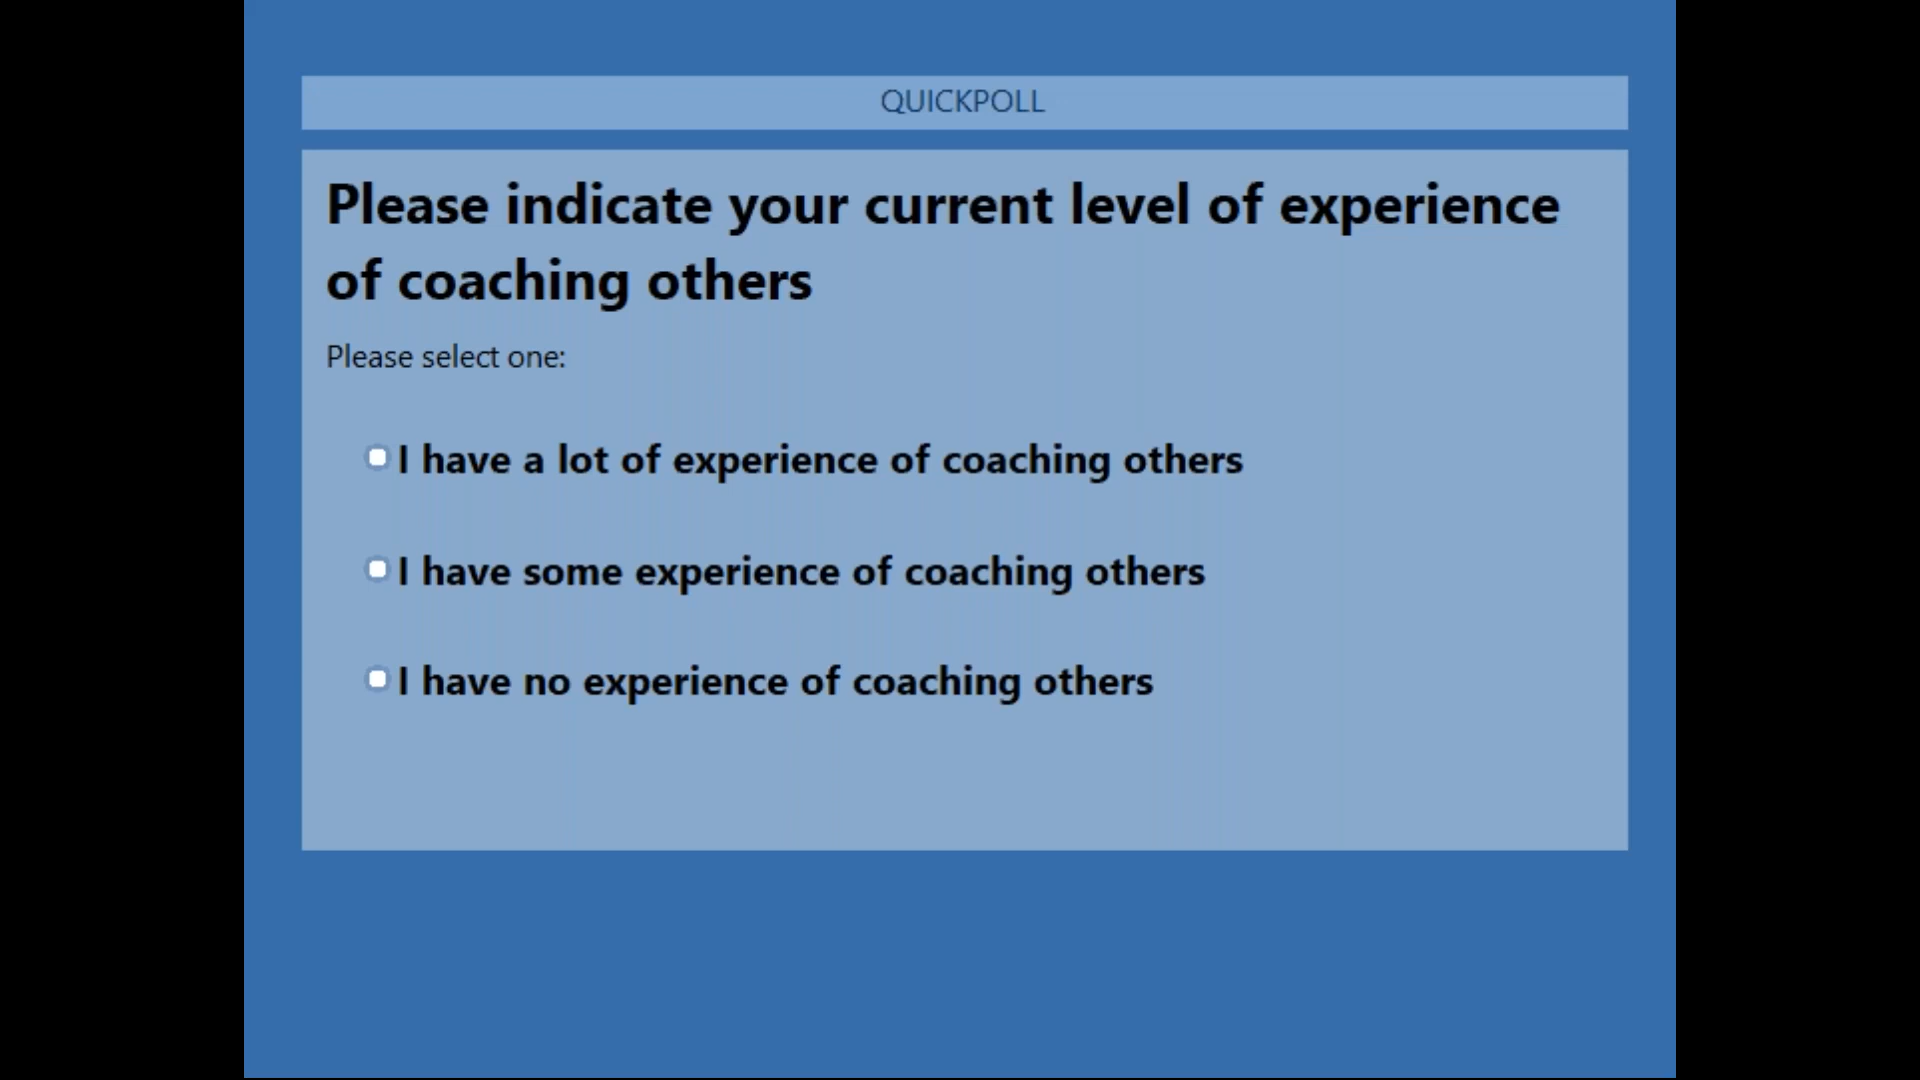 QUICKPOLL
Please indicate your current level of experience
of coaching others
Please select one:
I have a lot of experience of coaching others
I have some experience of coaching others
I have no experience of coaching others